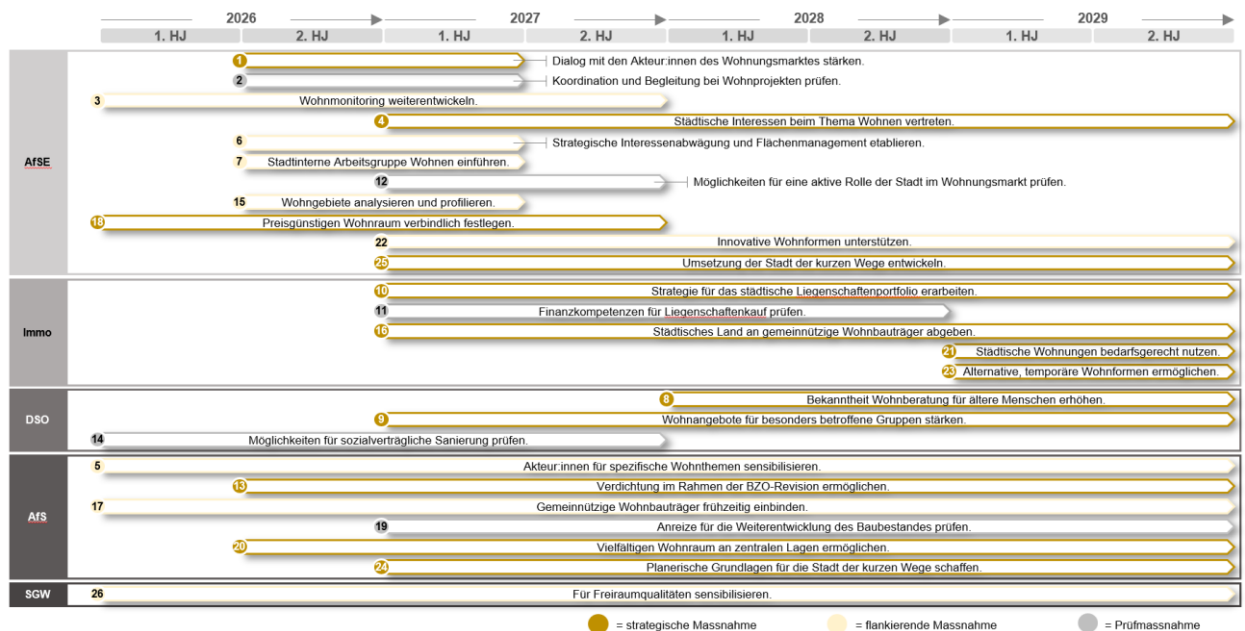 2026 2027 2028 2029
1. HJ 2. HJ 1. HJ 2. HJ 1. HJ 2. HJ 1. HJ 2. HJ
AfSE
1 Dialog mit den Akteur:innen des Wohnungsmarktes stärken.
2 Koordination und Begleitung bei Wohnprojekten prüfen.
3 Wohnmonitoring weiterentwickeln.
4 Städtische Interessen beim Thema Wohnen vertreten.
6 Strategische Interessenabwägung und Flächenmanagement etablieren.
7 Stadtinterne Arbeitsgruppe Wohnen einführen.
12 Möglichkeiten für eine aktive Rolle der Stadt im Wohnungsmarkt prüfen.
15 Wohngebiete analysieren und profilieren.
18 Preisgünstigen Wohnraum verbindlich festlegen.
22 Innovative Wohnformen unterstützen.
25 Umsetzung der Stadt der kurzen Wege entwickeln.
Immo
10 Strategie für das städtische Liegenschaftenportfolio erarbeiten.
11 Finanzkompetenzen für Liegenschaftenkauf prüfen.
16 Städtisches Land an gemeinnützige Wohnbauträger abgeben.
21 Städtische Wohnungen bedarfsgerecht nutzen.
23 Alternative, temporäre Wohnformen ermöglichen.
DSO
8 Bekanntheit Wohnberatung für ältere Menschen erhöhen.
9 Wohnangebote für besonders betroffene Gruppen stärken.
14 Möglichkeiten für sozialverträgliche Sanierung prüfen.
AfS
5 Akteur:innen für spezifische Wohnthemen sensibilisieren.
13 Verdichtung im Rahmen der BZO-Revision ermöglichen.
17 Gemeinnützige Wohnbauträger frühzeitig einbinden.
19 Anreize für die Weiterentwicklung des Baubestandes prüfen.
20 Vielfältigen Wohnraum an zentralen Lagen ermöglichen.
24 Planerische Grundlagen für die Stadt der kurzen Wege schaffen.
SGW
26 Für Freiraumqualitäten sensibilisieren.
= strategische Massnahme = flankierende Massnahme = Prüfmassnahme